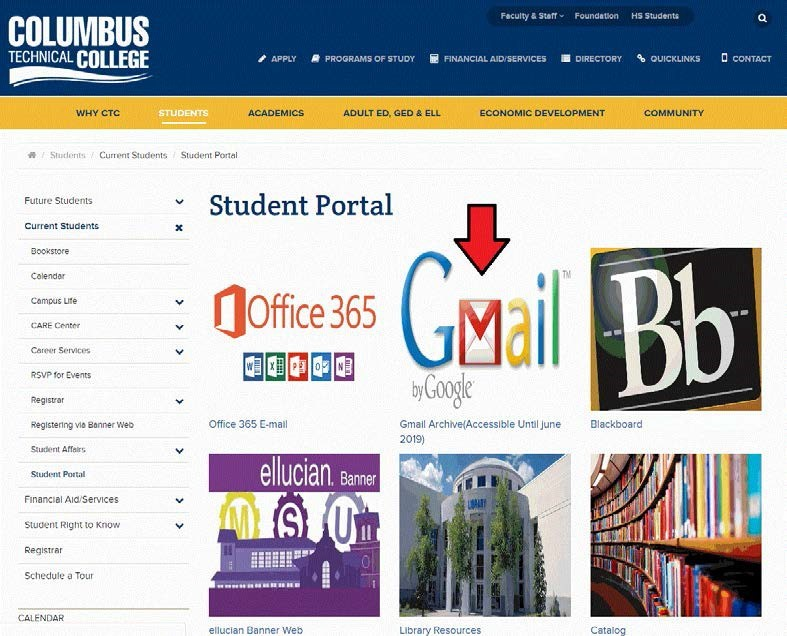 Faculty & Staff
Foundation
HS Students
COLUMBUS
TECHNICAL COLLEGE
APPLY
PROGRAMS OF STUDY
FINANCIAL AID/SERVICES
DIRECTORY
QUICKLINKS
CONTACT
WHY CTC
STUDENTS
ACADEMICS
ADULT ED, GED & ELL
ECONOMIC DEVELOPMENT
COMMUNITY
/ Students / Current Students / Student Portal
Future Students
Current Students
Bookstore
Calendar
Campus Life
CARE Center
Career Services
RSVP for Events
Registrar
Registering via Banner Web
Student Affairs
Student Portal
Financial Aid/Services
Student Right to Know
Registrar
Schedule a Tour
CALENDAR
Student Portal
Office 365
W X P O N
Office 365 E-mail
Gmail TM
by Google
Gmail Archive(Accessible Until june
2019)
Bb
Blackboard
ellucian. Banner
M S U
ellucian Banner Web
LIBRARY
Library Resources
Catalog